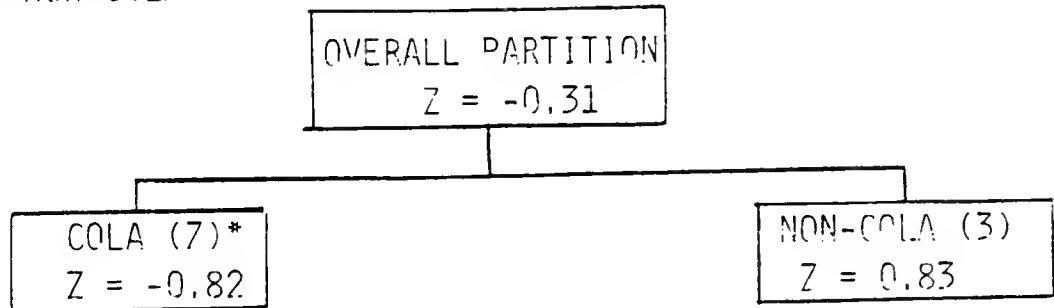 OVERALL PARTITION
Z = -0.31
COLA (7)*
Z = -0.82
NON-COLA (3)
Z = 0.83